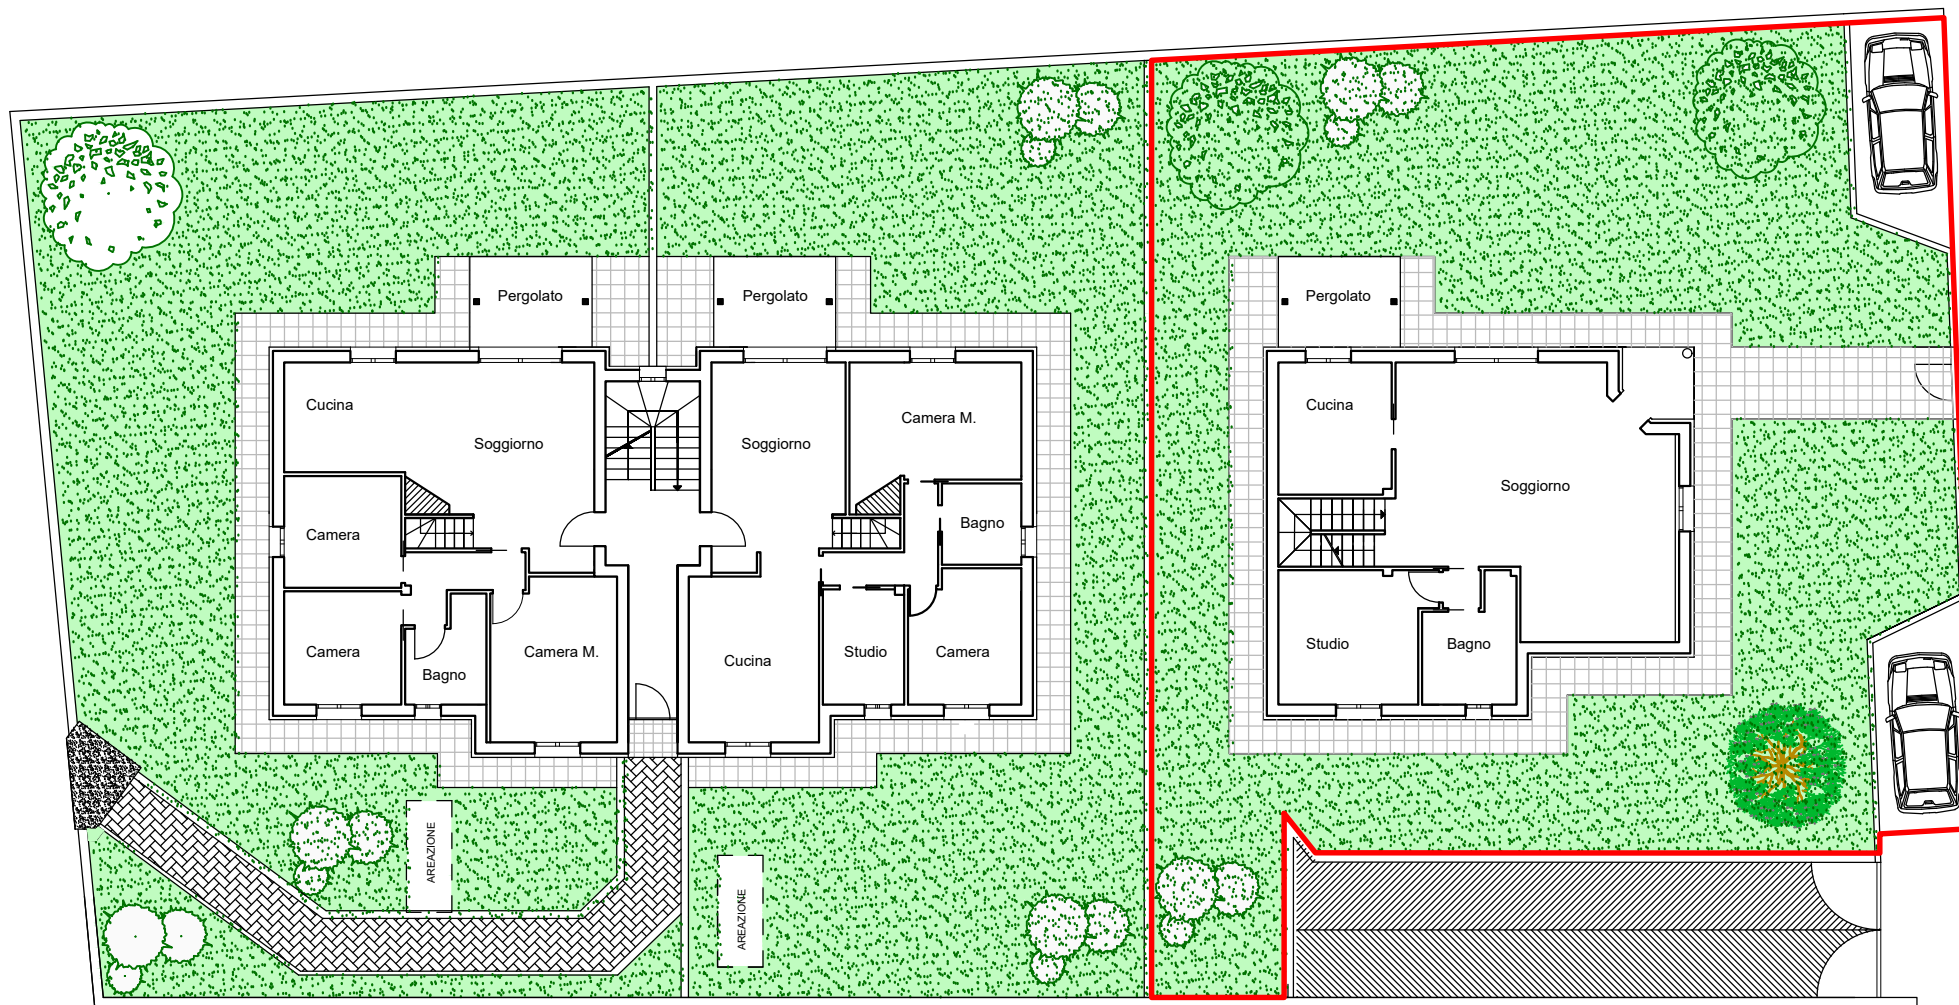 Pergolato
Pergolato
Pergolato
Cucina
Soggiorno
Soggiorno
Camera M.
Cucina
Soggiorno
Camera
Bagno
Camera
Bagno
Camera M.
Cucina
Studio
Camera
Studio
Bagno
AREAZIONE
AREAZIONE